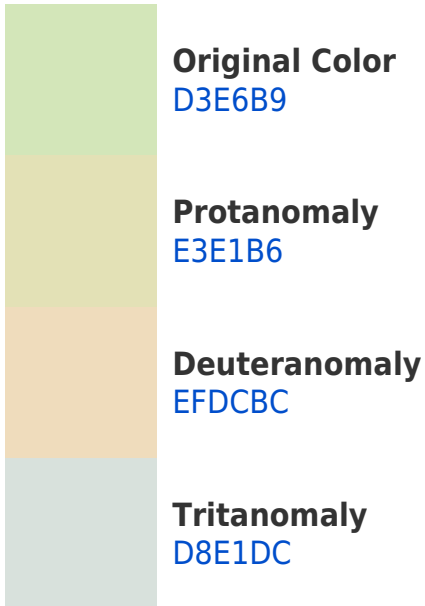 Original Color
D3E6B9
Protanomaly
E3E1B6
Deuteranomaly
EFDCBC
Tritanomaly
D8E1DC